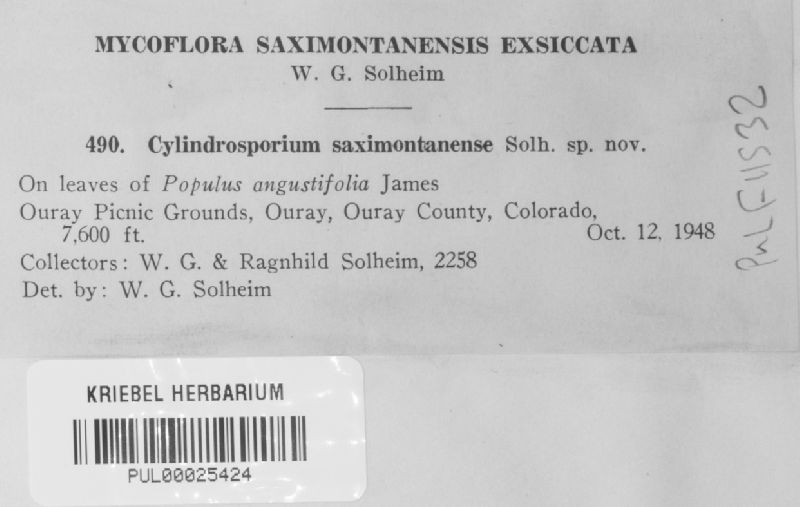 MYCOFLORA SAXIMONTANENSIS EXSICCATA
W. G. Solheim
490. Cylindrosporium saximontanense Solh. sp. nov.
On leaves of Populus angustifolia James
Ouray Picnic Grounds, Ouray, Ouray County, Colorado,
7,600 ft. Oct. 12, 1948
Collectors: W. G. & Ragnhild Solheim, 2258
Det. by: W. G. Solheim
PuLF11532
KRIEBEL HERBARIUM
PUL00025424